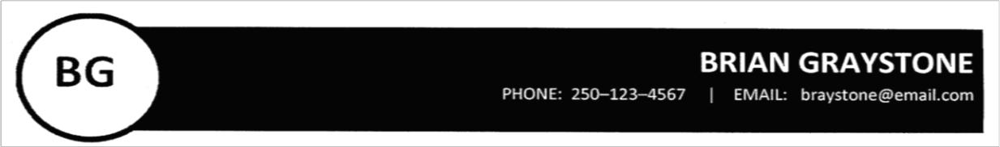 BG
BRIAN GRAYSTONE
PHONE: 250–123–4567 | EMAIL: braystone@email.com